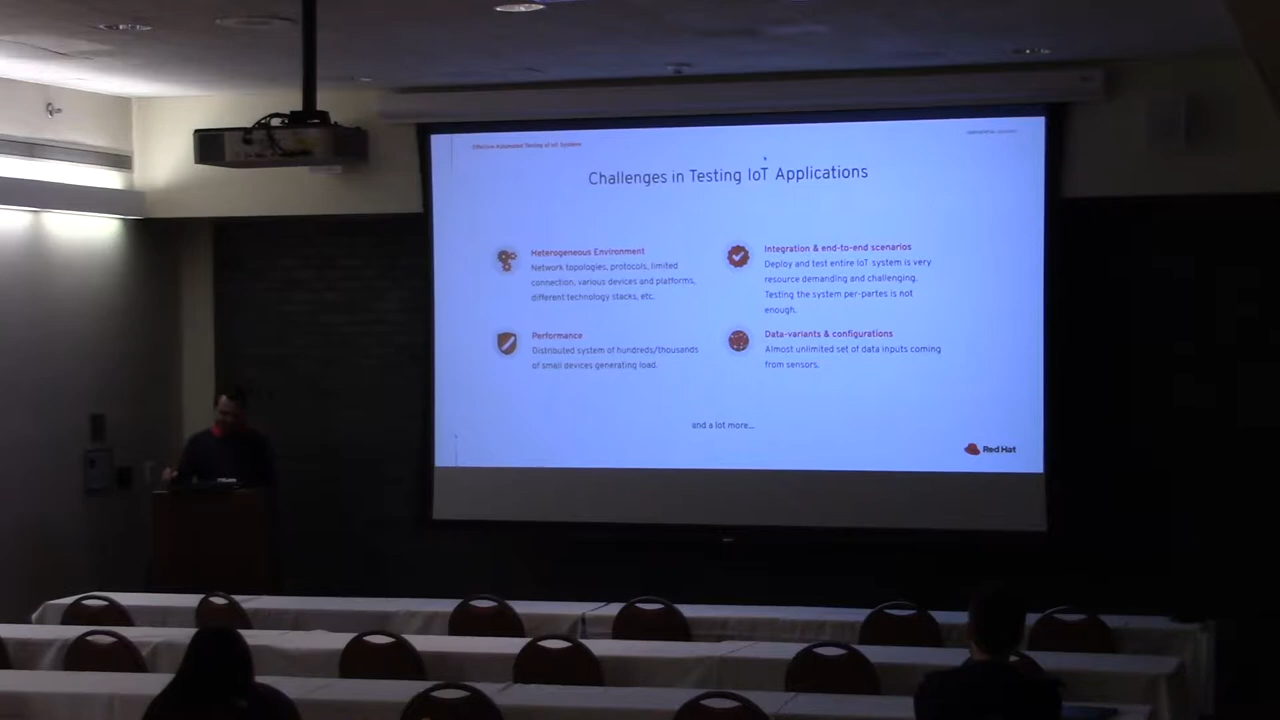 Effective Automated Testing of IoT Systems
Challenges in Testing IoT Applications
Heterogeneous Environment
Network topologies, protocols, limited
connection, various devices and platforms,
different technology stacks, etc.
Integration & end-to-end scenarios
Deploy and test entire IoT system is very
resource demanding and challenging.
Testing the system per-partes is not
enough.
Performance
Distributed system of hundreds/thousands
of small devices generating load.
Data-variants & configurations
Almost unlimited set of data inputs coming
from sensors.
and a lot more...
Red Hat